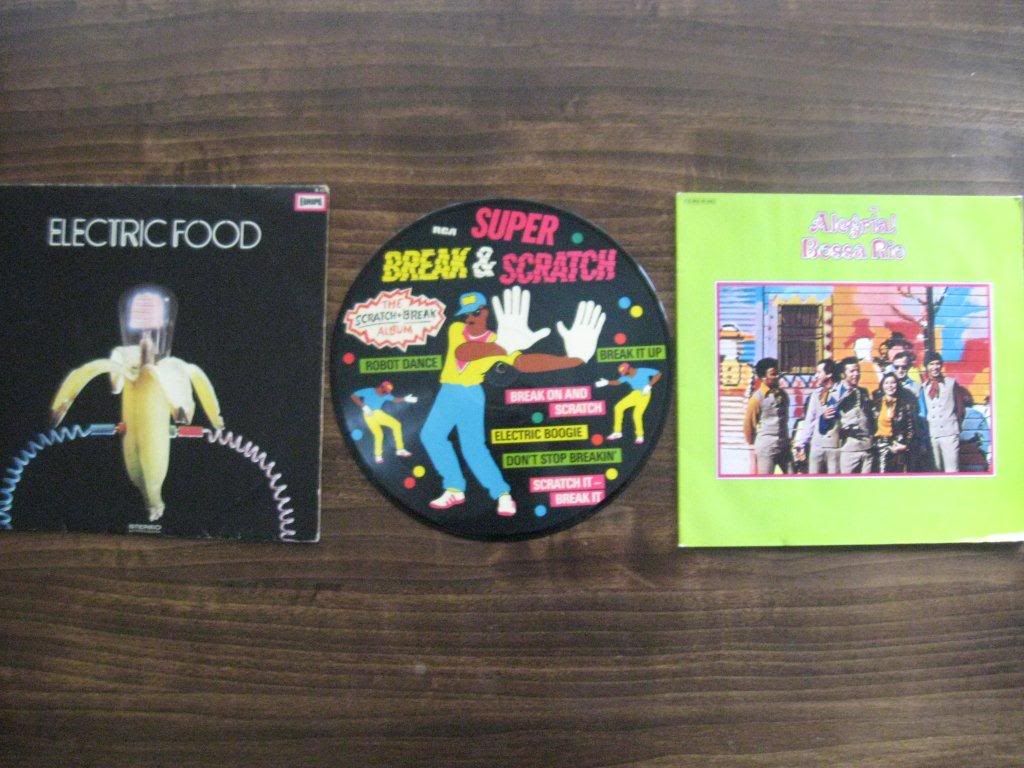 EUROPE
ELECTRIC FOOD
STEREO
RCA SUPER
BREAK & SCRATCH
THE
SCRATCH+BREAK
ALBUM
ROBOT DANCE
BREAK IT UP
BREAK ON AND
SCRATCH
ELECTRIC BOOGIE
DON'T STOP BREAKIN'
SCRATCH IT—
BREAK IT
Alegria!
Bossa Rio